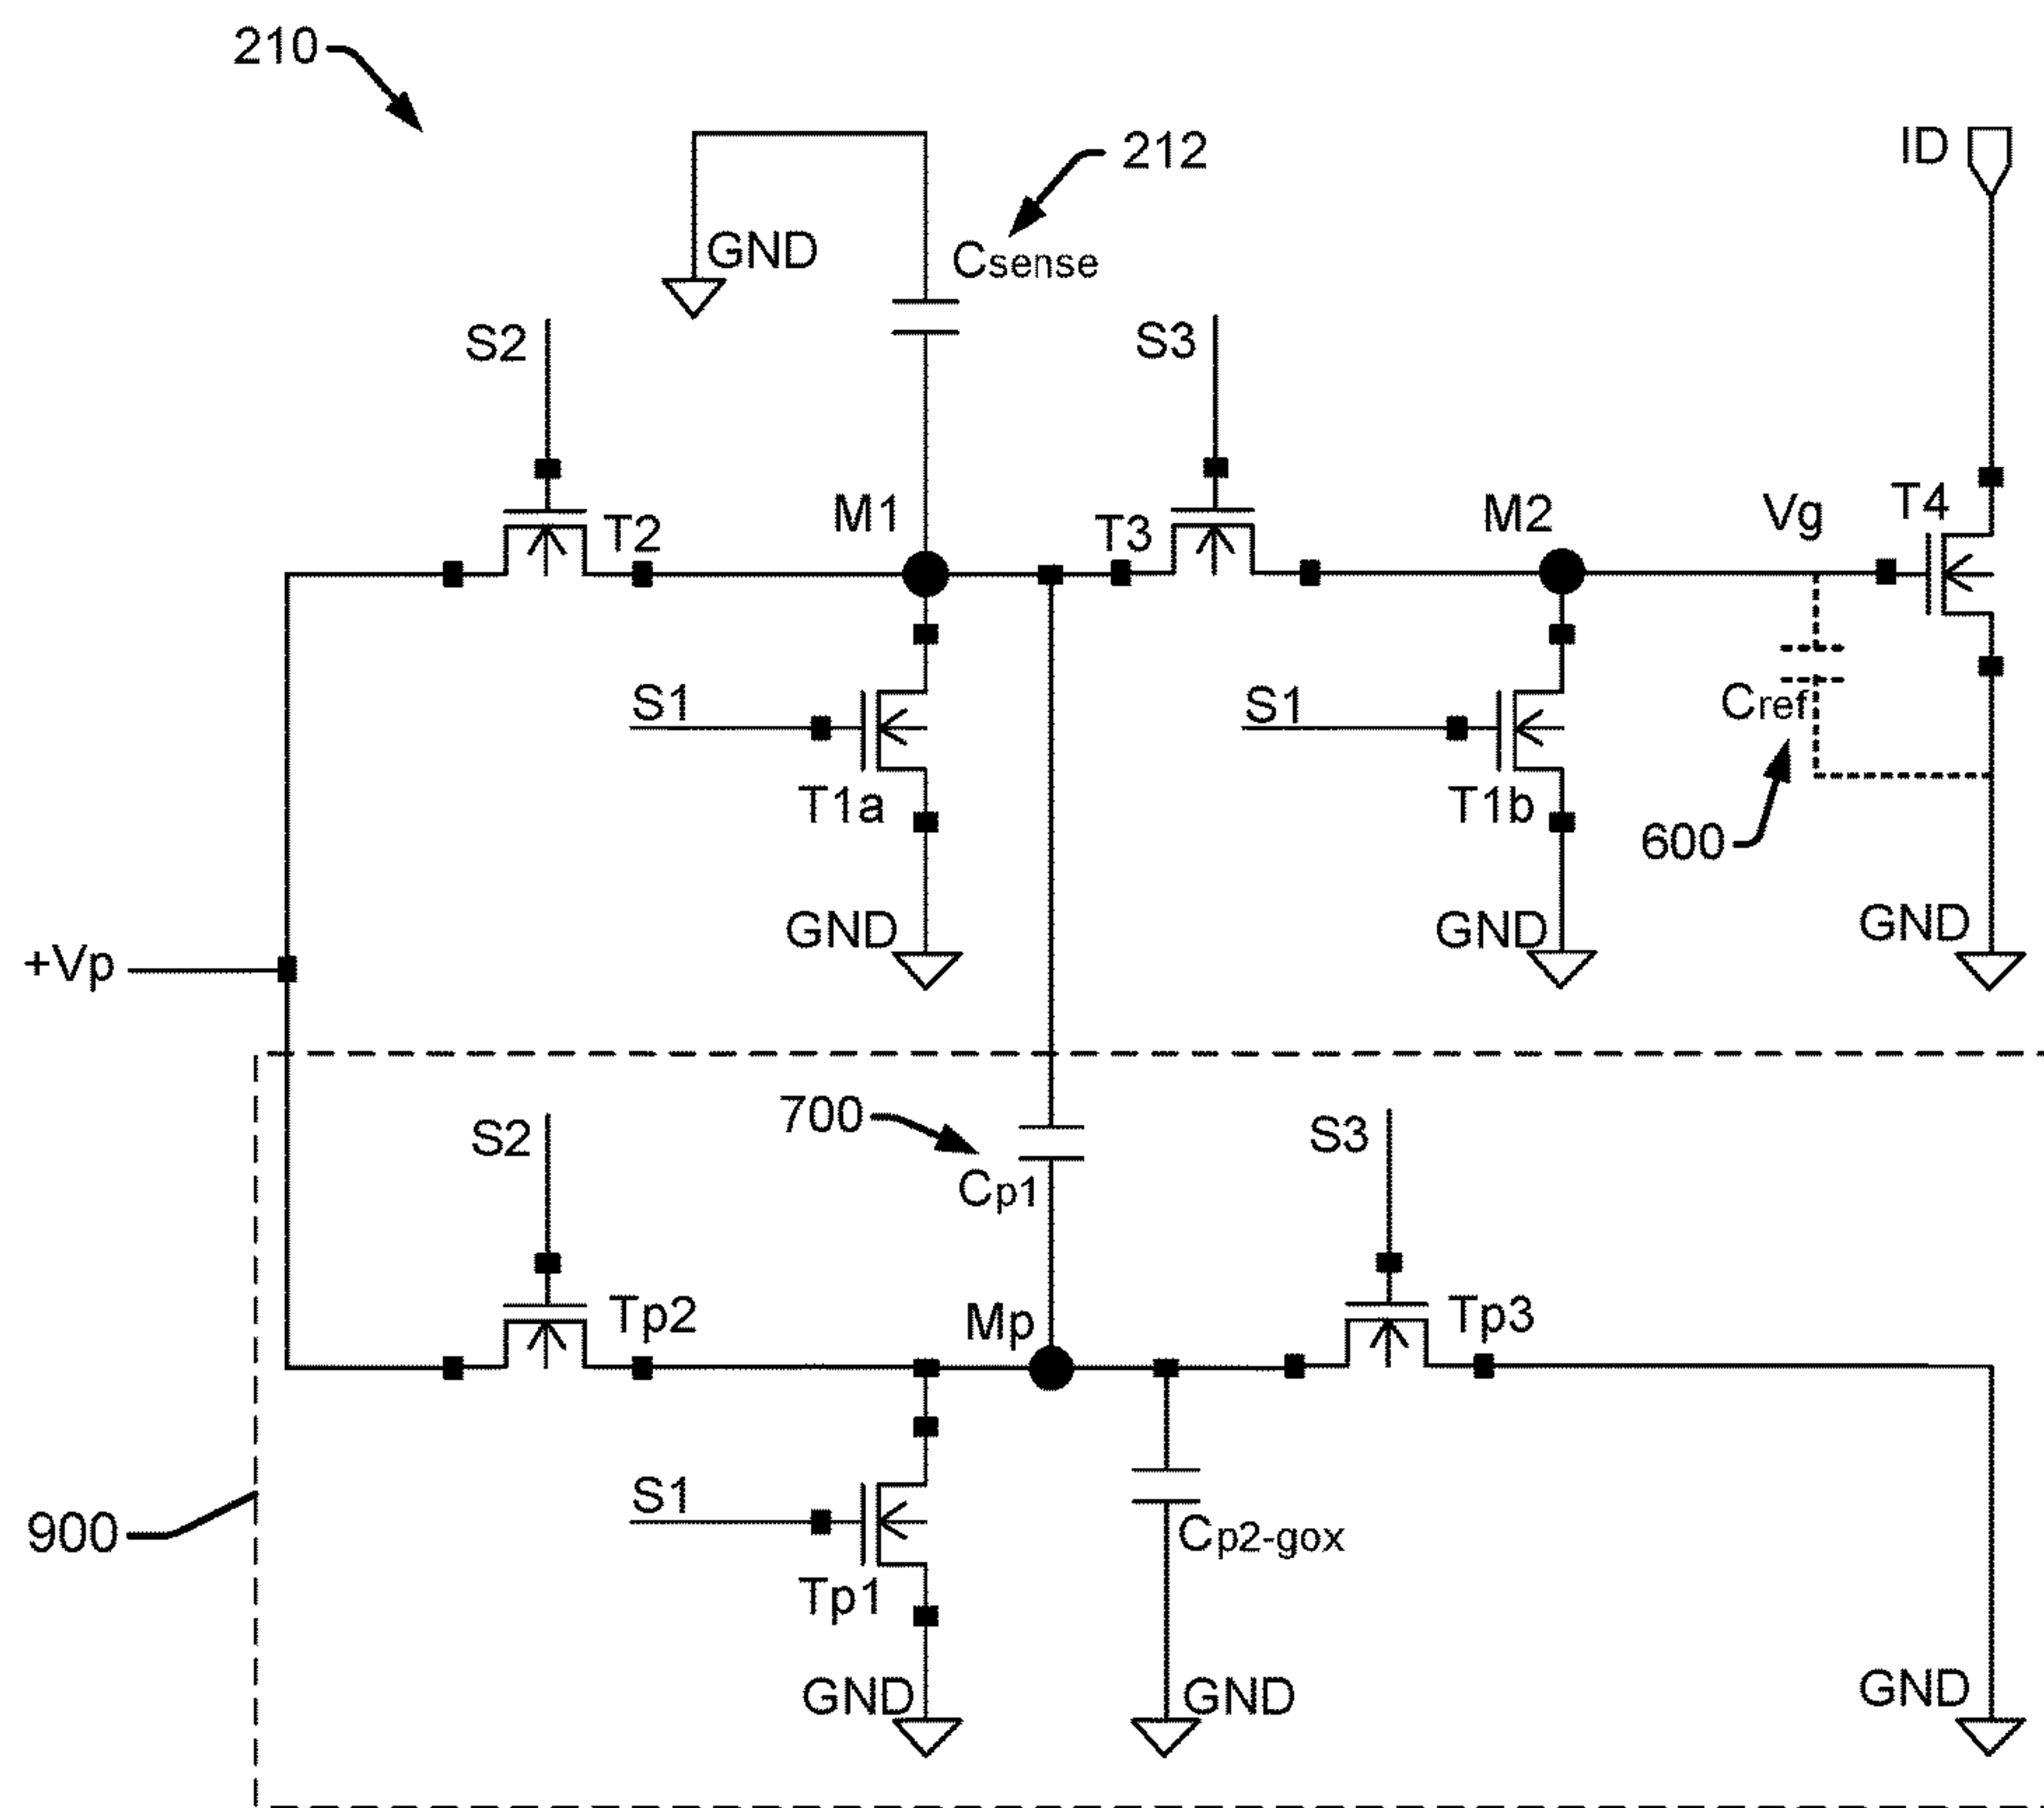 210
212
ID
GND
Csense
S2
S3
M1
M2
Vg
T4
T2
T3
S1
S1
Cref
T1a
T1b
600
GND
GND
GND
+Vp
700
S2
S3
Cp1
Tp2
Mp
Tp3
S1
900
Cp2-gox
Tp1
GND
GND
GND